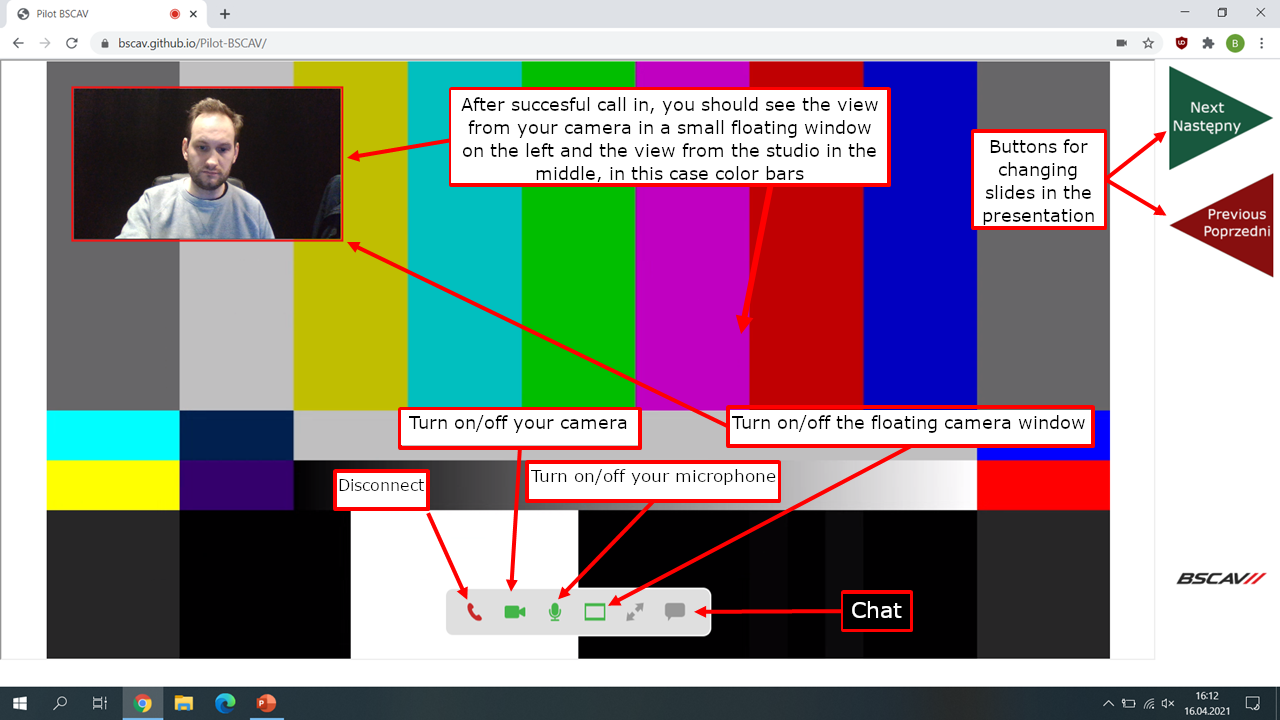 Pilot BSCAV
bscav.github.io/Pilot-BSCAV/
B
After succesful call in, you should see the view
from your camera in a small floating window
on the left and the view from the studio in the
middle, in this case color bars
Next
Następny
Buttons for
changing
slides in the
presentation
Previous
Poprzedni
Turn on/off your camera
Turn on/off the floating camera window
Disconnect
Turn on/off your microphone
BSCAV
Chat
16:12
16.04.2021